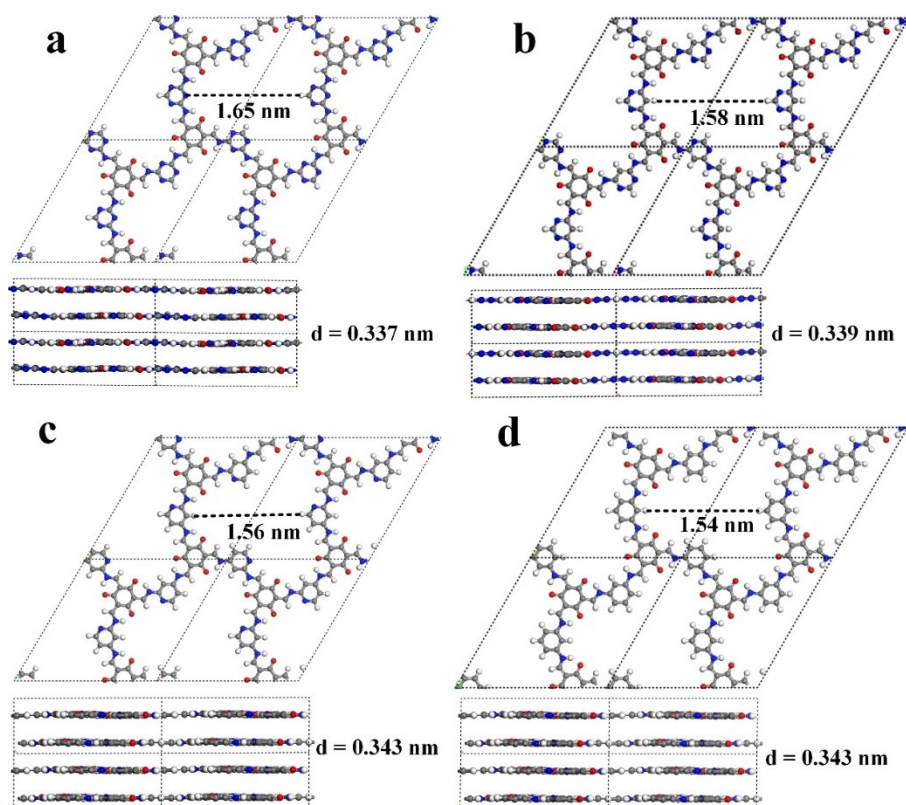 a
1.65 nm
d = 0.337 nm
b
1.58 nm
d = 0.339 nm
c
1.56 nm
d = 0.343 nm
d
1.54 nm
d = 0.343 nm